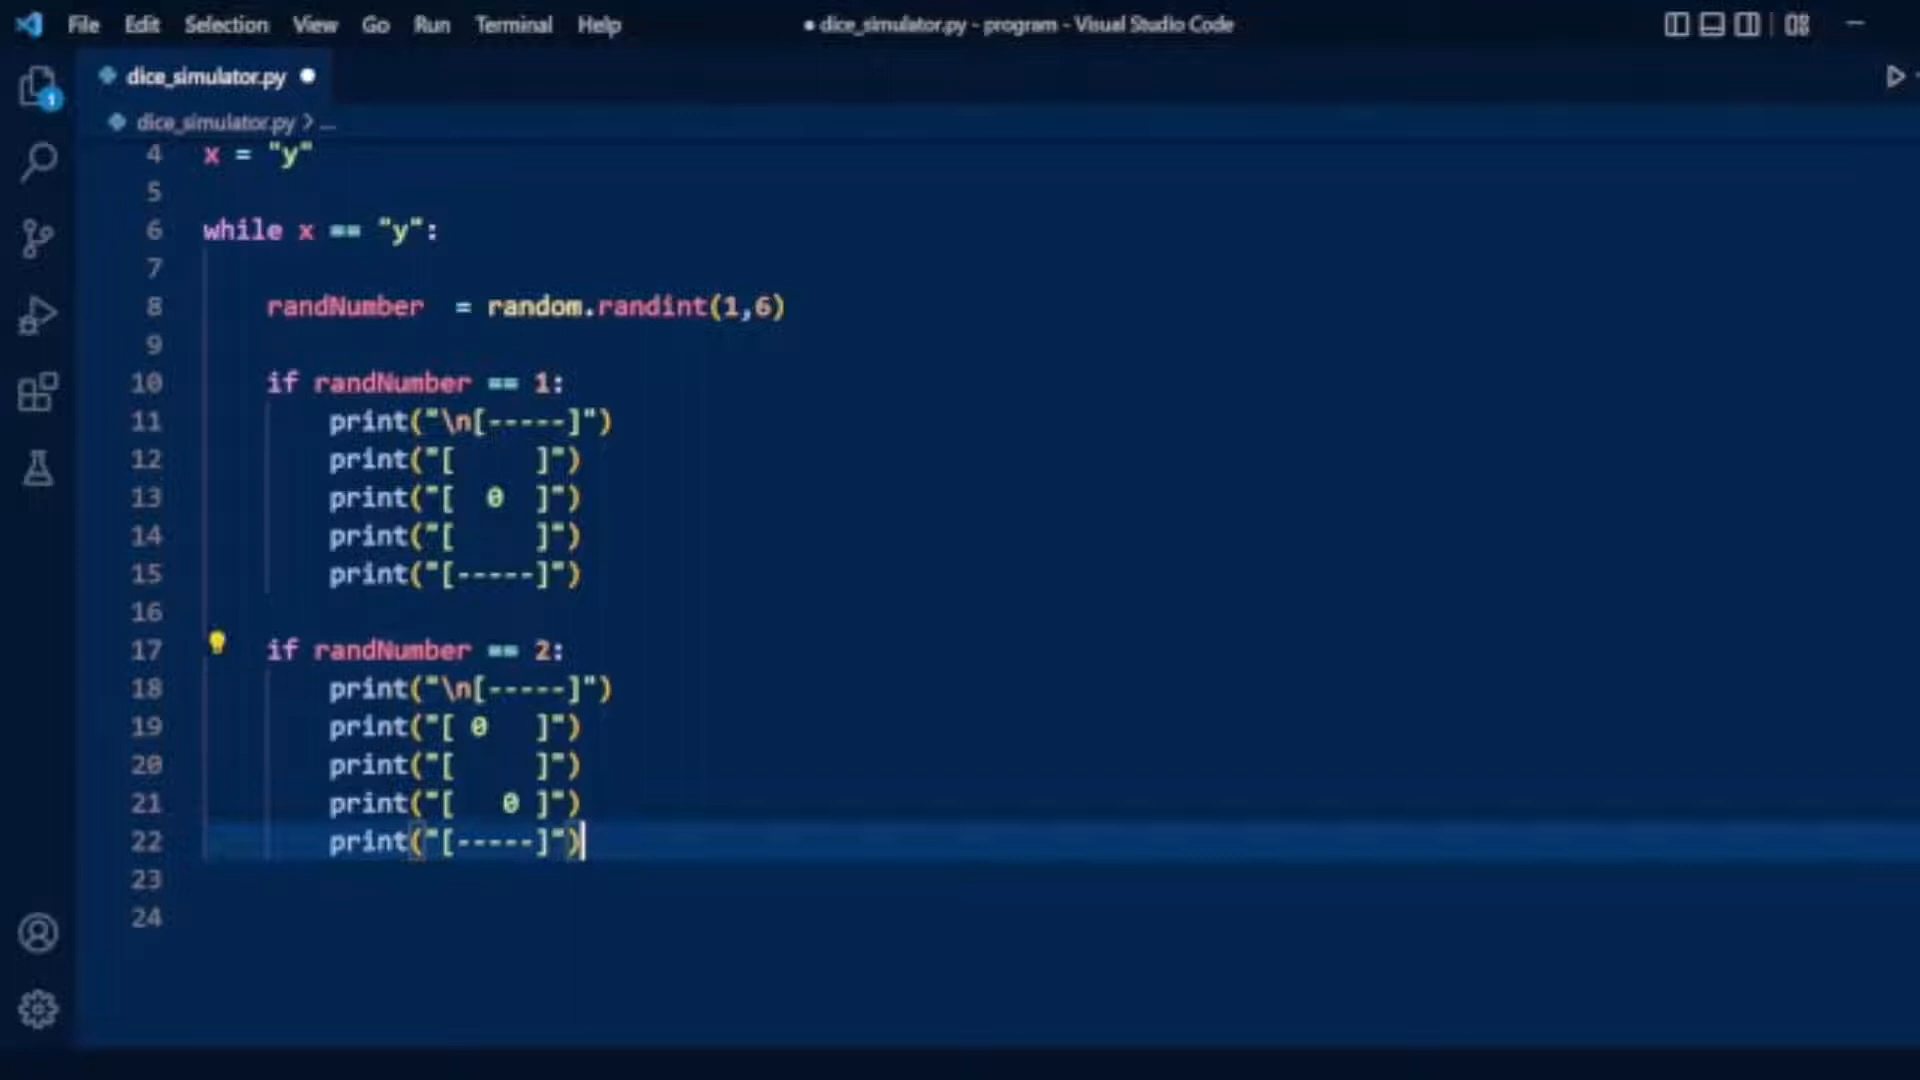 File Edit Selection View Go Run Terminal Help ● dice_simulator.py - program - Visual Studio Code
dice_simulator.py ●
1
dice_simulator.py > ...
4 x = "y"
5
6 while x == "y":
7
8     randNumber  = random.randint(1,6)
9
10     if randNumber == 1:
11         print("\n[-----]")
12         print("[     ]")
13         print("[  0  ]")
14         print("[     ]")
15         print("[-----]")
16
17     if randNumber == 2:
18         print("\n[-----]")
19         print("[ 0   ]")
20         print("[     ]")
21         print("[   0 ]")
22         print("[-----]")
23
24